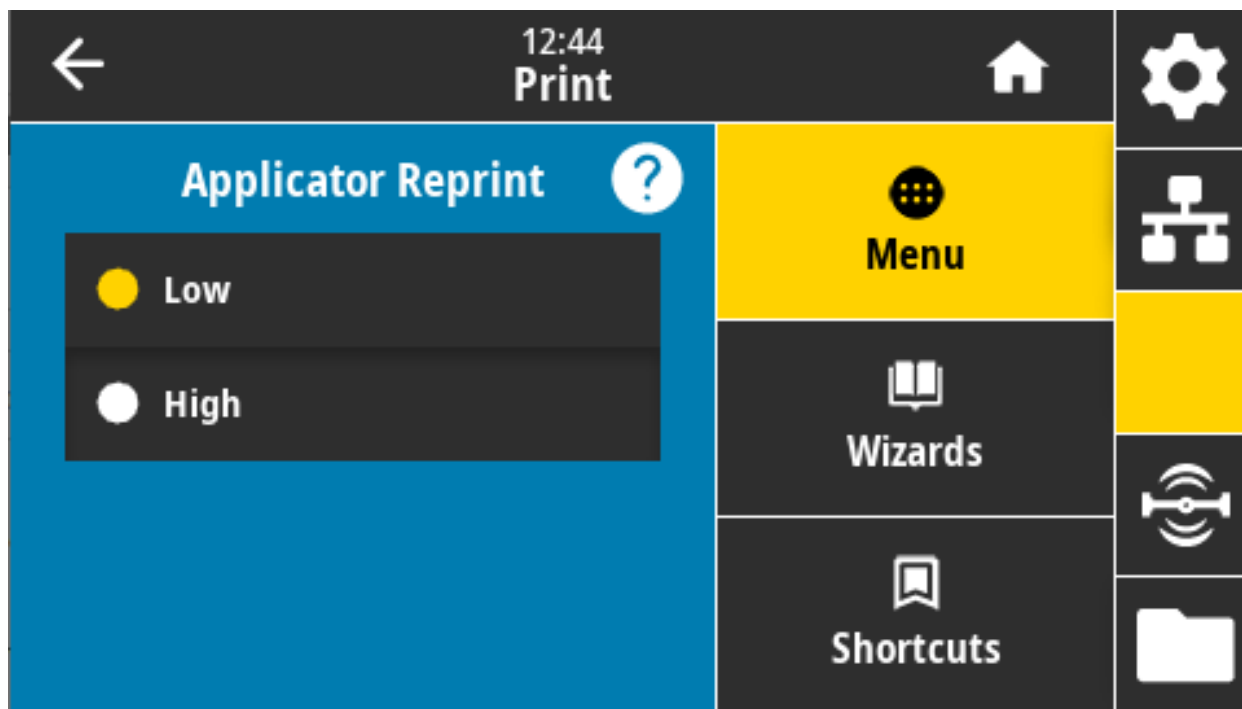 12:44
Print
Applicator Reprint
?
Low
High
Menu
Wizards
Shortcuts